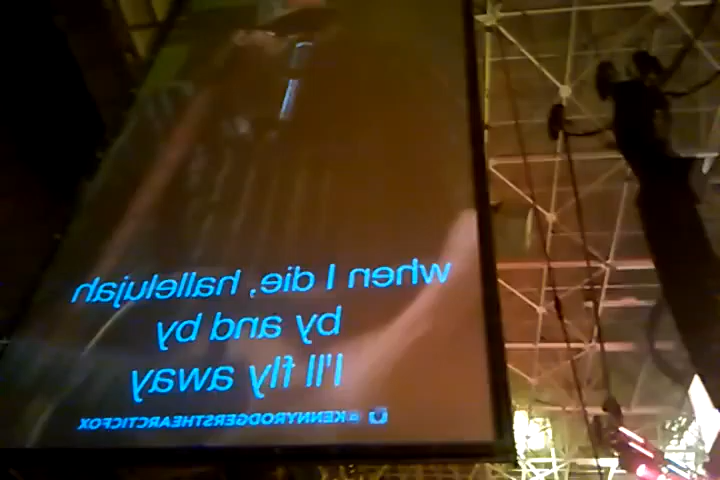 when I die, hallelujah
by and by
I'll fly away
@KENNYRODGERSTHEARCTICFOX